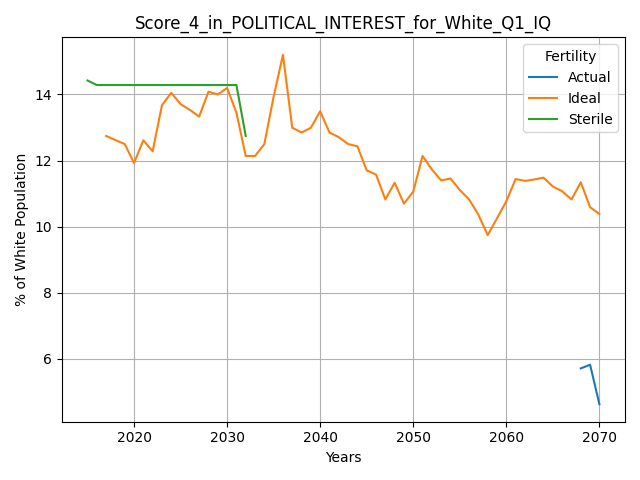 Score_4_in_POLITICAL_INTEREST_for_White_Q1_IQ
Fertility
Actual
Ideal
Sterile
% of White Population
14
12
10
8
6
2020 2030 2040 2050 2060 2070
Years